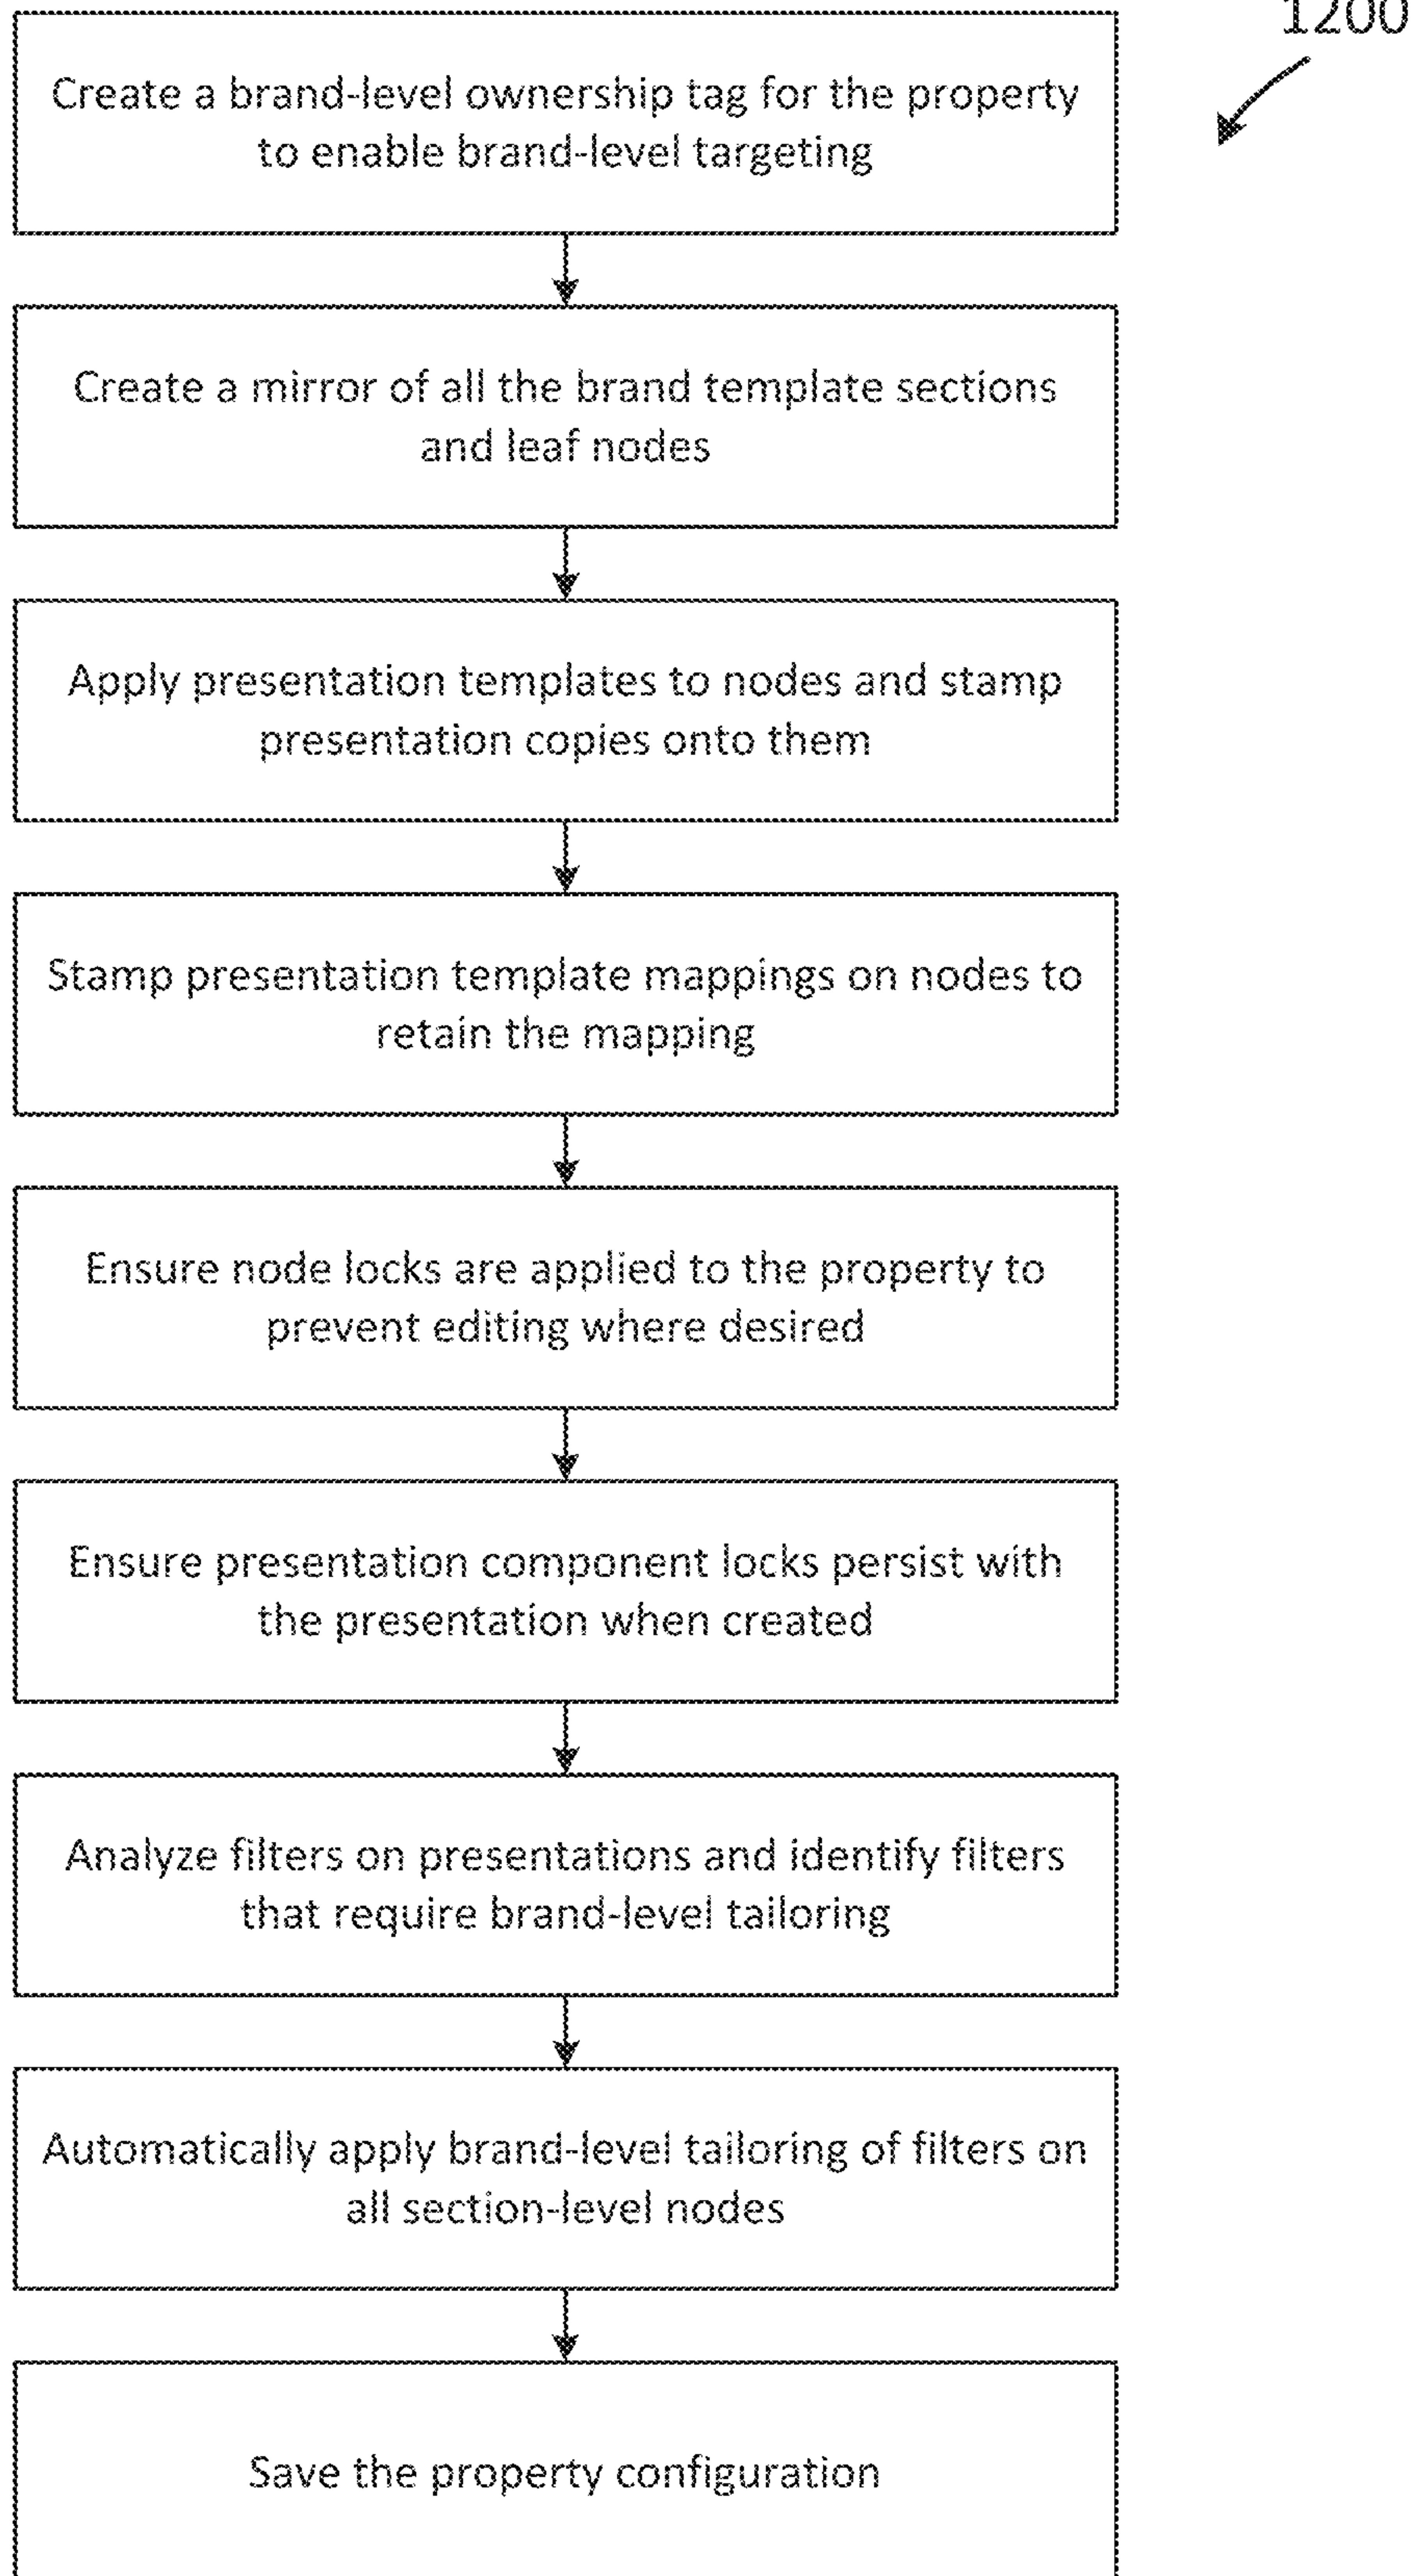 1200
Create a brand-level ownership tag for the property
to enable brand-level targeting
Create a mirror of all the brand template sections
and leaf nodes
Apply presentation templates to nodes and stamp
presentation copies onto them
Stamp presentation template mappings on nodes to
retain the mapping
Ensure node locks are applied to the property to
prevent editing where desired
Ensure presentation component locks persist with
the presentation when created
Analyze filters on presentations and identify filters
that require brand-level tailoring
Automatically apply brand-level tailoring of filters on
all section-level nodes
Save the property configuration